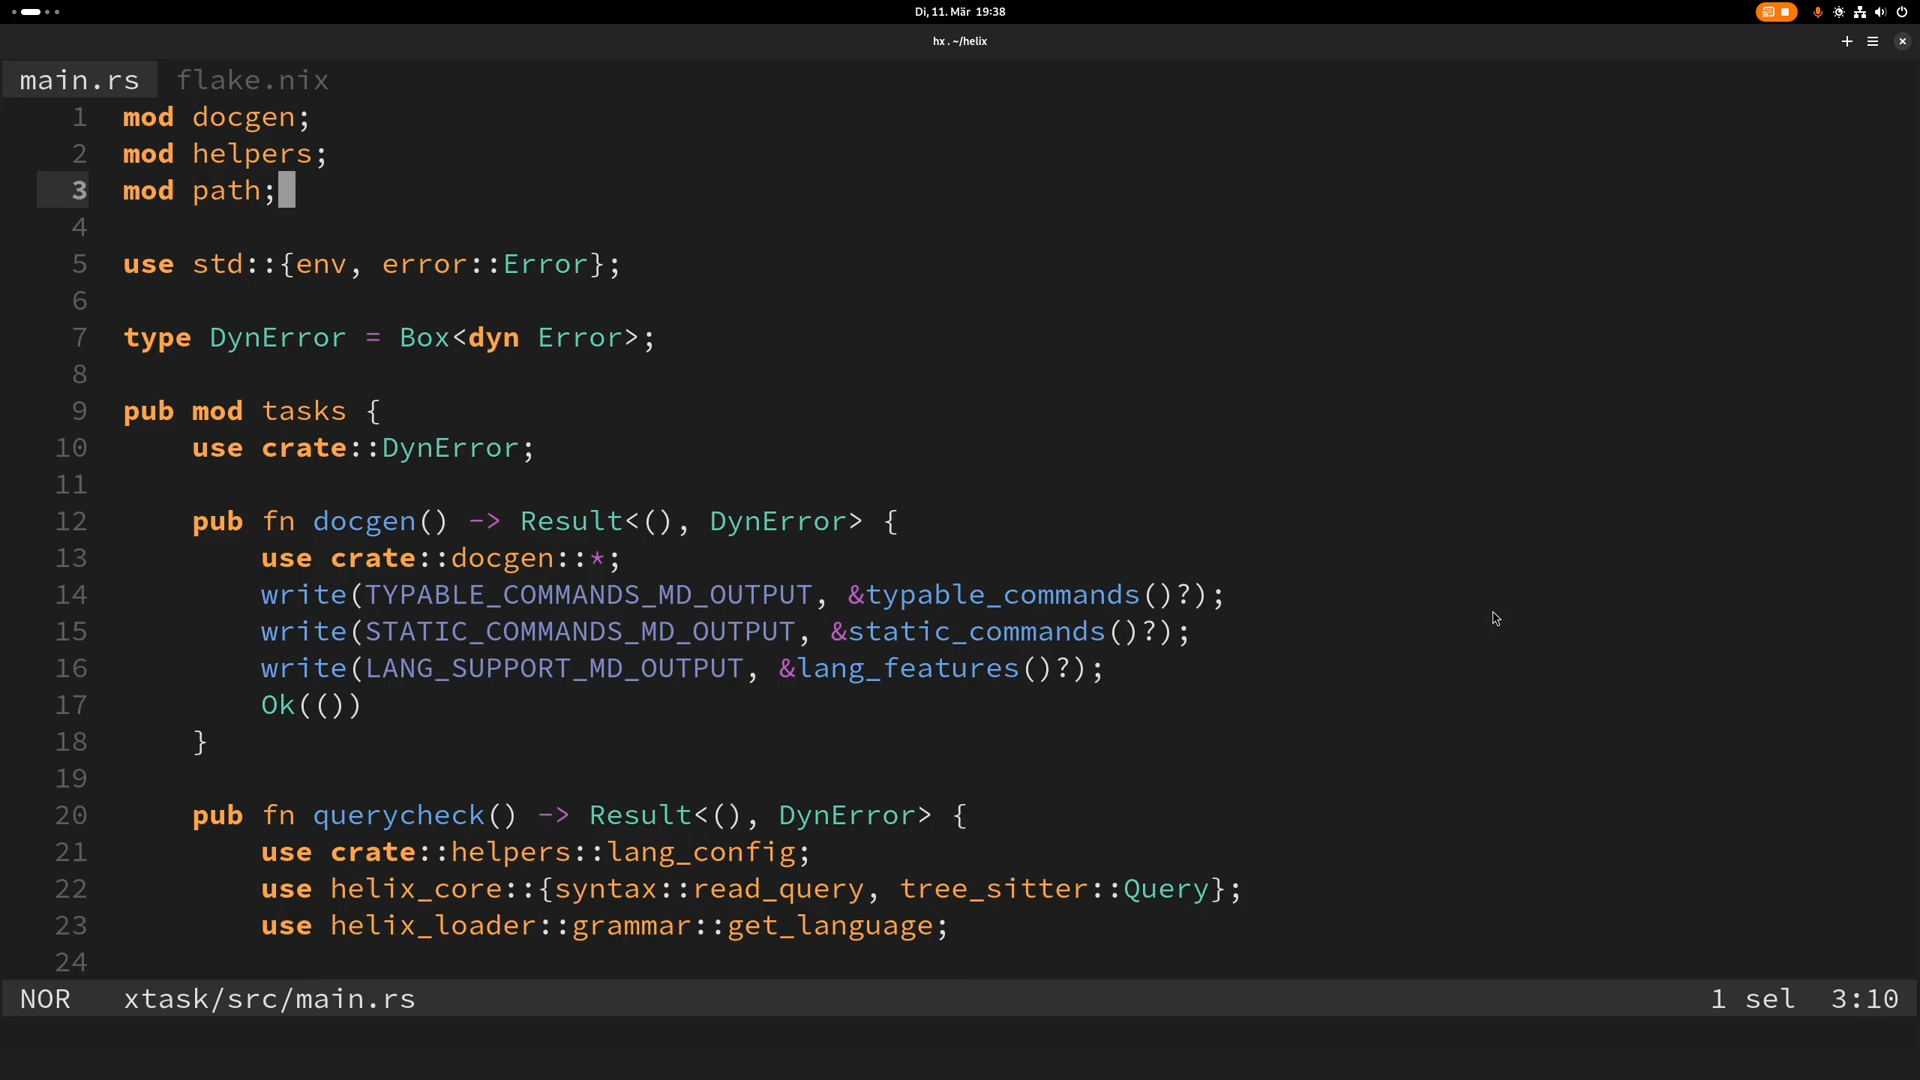 Di, 11. Mär 19:38
hx . ~/helix
main.rs flake.nix
1 mod docgen;
2 mod helpers;
3 mod path;
4
5 use std::{env, error::Error};
6
7 type DynError = Box<dyn Error>;
8
9 pub mod tasks {
10     use crate::DynError;
11
12     pub fn docgen() -> Result<(), DynError> {
13         use crate::docgen::*;
14         write(TYPABLE_COMMANDS_MD_OUTPUT, &typable_commands()?);
15         write(STATIC_COMMANDS_MD_OUTPUT, &static_commands()?);
16         write(LANG_SUPPORT_MD_OUTPUT, &lang_features()?);
17         Ok(())
18     }
19
20     pub fn querycheck() -> Result<(), DynError> {
21         use crate::helpers::lang_config;
22         use helix_core::{syntax::read_query, tree_sitter::Query};
23         use helix_loader::grammar::get_language;
24
NOR xtask/src/main.rs 1 sel 3:10